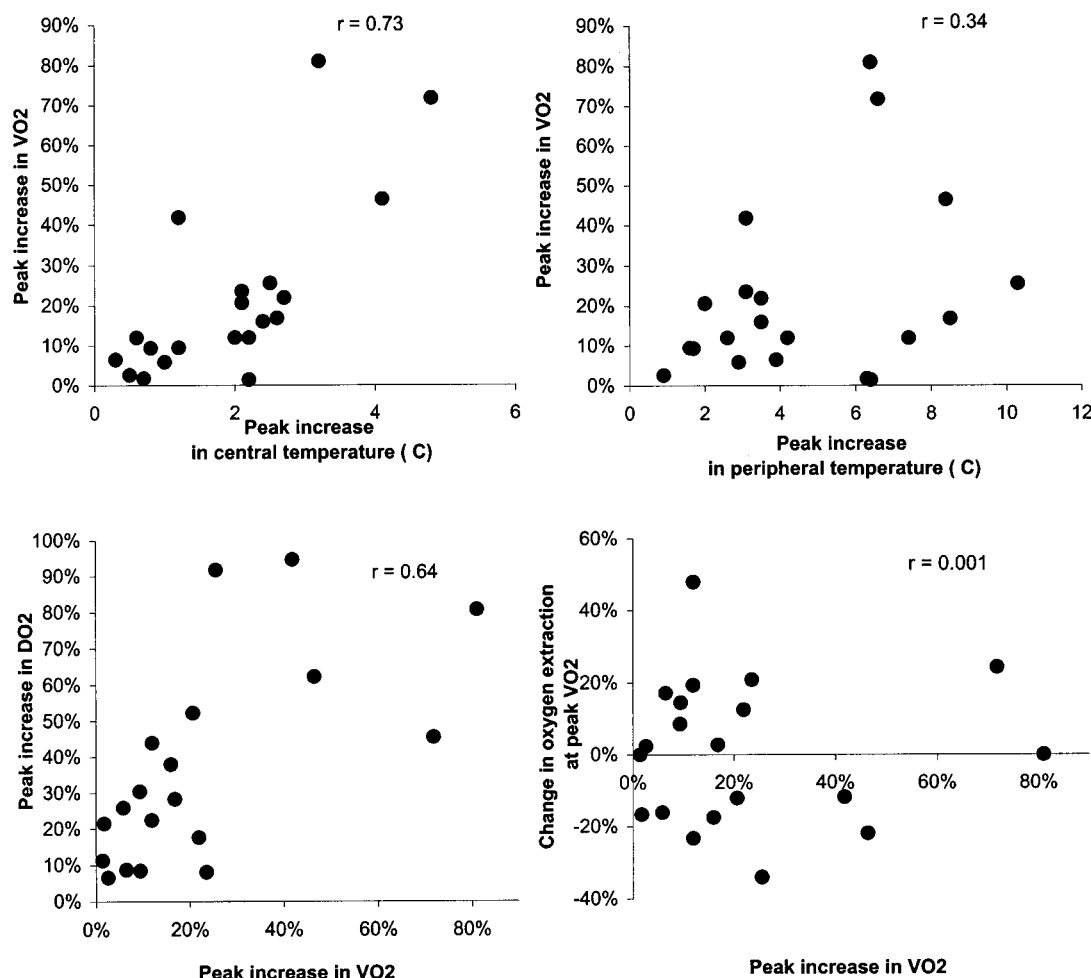 r = 0.73
Peak increase in VO2
90%
80%
70%
60%
50%
40%
30%
20%
10%
0%
0 2 4 6
Peak increase
in central temperature ( C)
r = 0.34
Peak increase in VO2
90%
80%
70%
60%
50%
40%
30%
20%
10%
0%
0 2 4 6 8 10 12
Peak increase
in peripheral temperature ( C)
r = 0.64
Peak increase in DO2
100%
90%
80%
70%
60%
50%
40%
30%
20%
10%
0%
0% 20% 40% 60% 80%
Peak increase in VO2
r = 0.001
Change in oxygen extraction
at peak VO2
60%
40%
20%
0%
-20%
-40%
0% 20% 40% 60% 80%
Peak increase in VO2